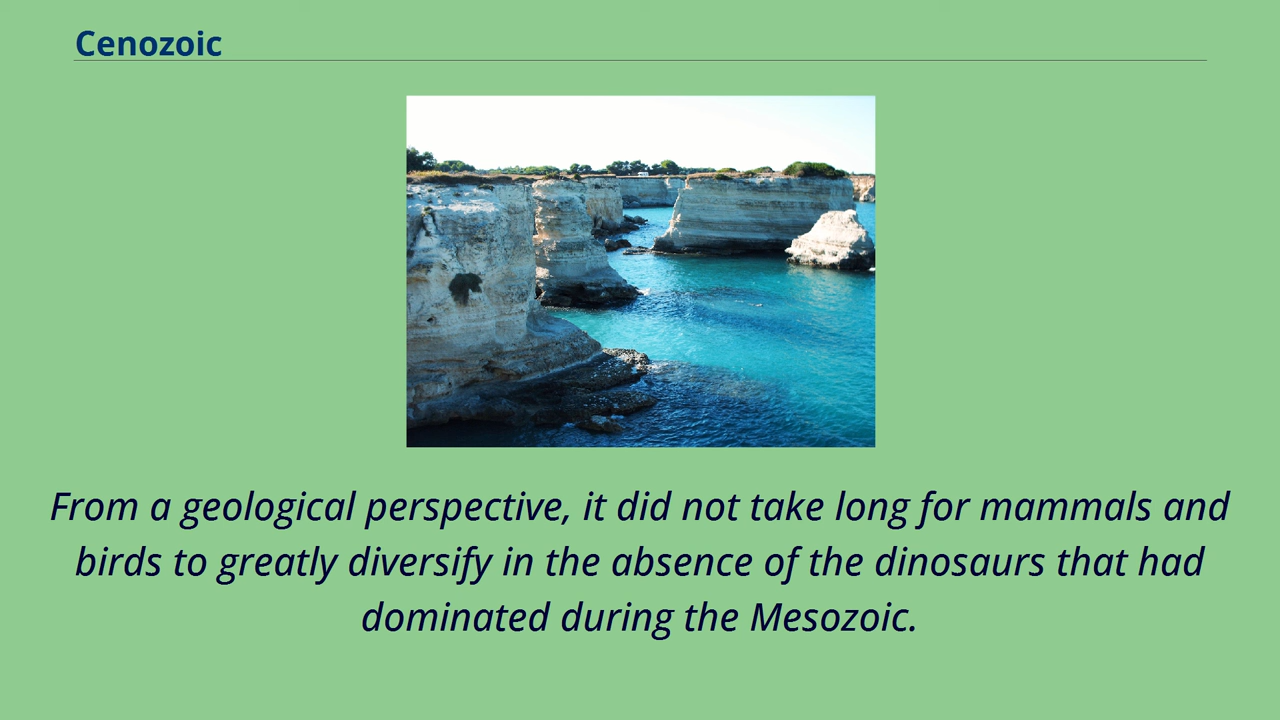 Cenozoic
From a geological perspective, it did not take long for mammals and
birds to greatly diversify in the absence of the dinosaurs that had
dominated during the Mesozoic.